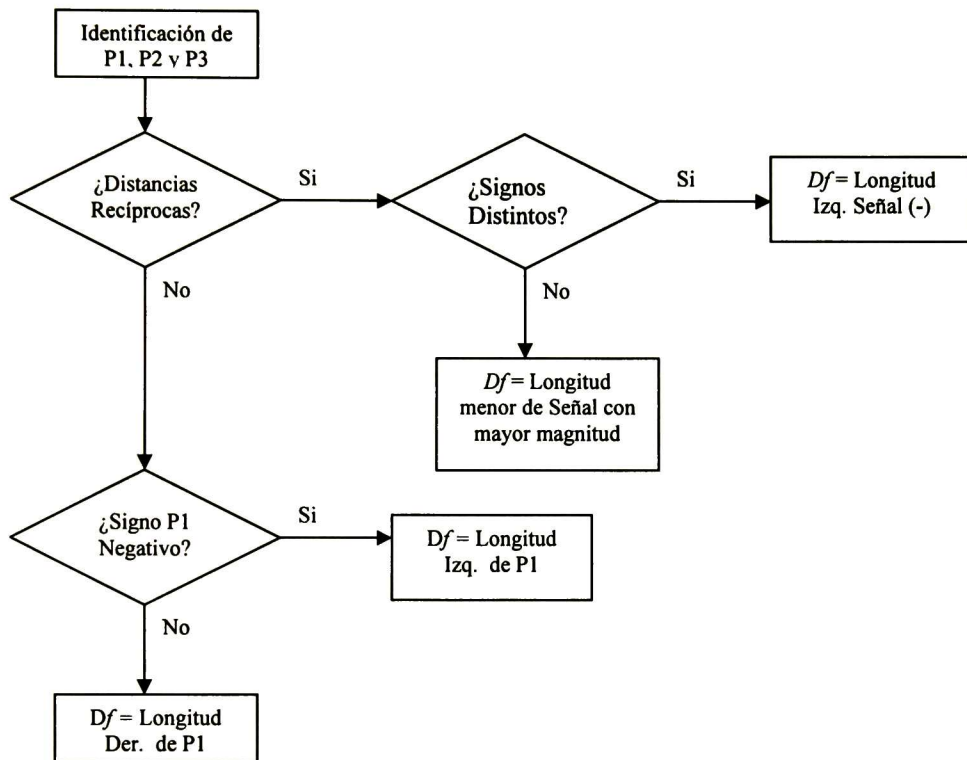 Identificación de
P1, P2 y P3
¿Distancias
Recíprocas?
Si
¿Signos
Distintos?
Si
Df = Longitud
Izq. Señal (-)
No
No
Df = Longitud
menor de Señal con
mayor magnitud
¿Signo P1
Negativo?
Si
Df = Longitud
Izq. de P1
No
Df = Longitud
Der. de P1